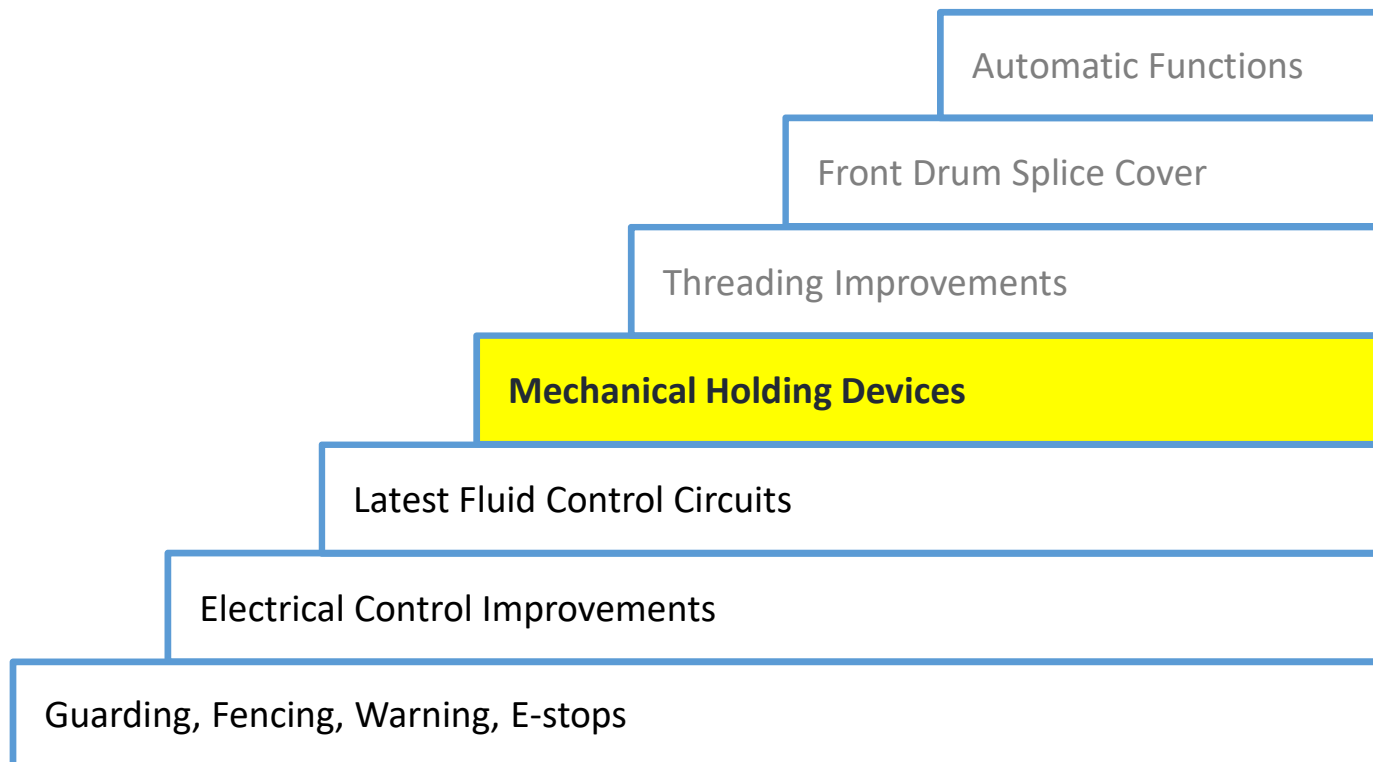 Automatic Functions
Front Drum Splice Cover
Threading Improvements
Mechanical Holding Devices
Latest Fluid Control Circuits
Electrical Control Improvements
Guarding, Fencing, Warning, E-stops